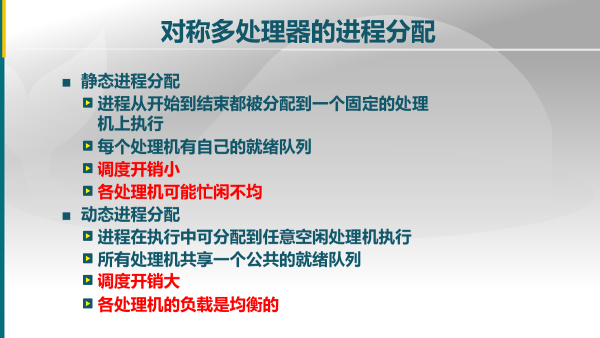 对称多处理器的进程分配
静态进程分配
进程从开始到结束都被分配到一个固定的处理
机上执行
每个处理机有自己的就绪队列
调度开销小
各处理机可能忙闲不均
动态进程分配
进程在执行中可分配到任意空闲处理机执行
所有处理机共享一个公共的就绪队列
调度开销大
各处理机的负载是均衡的